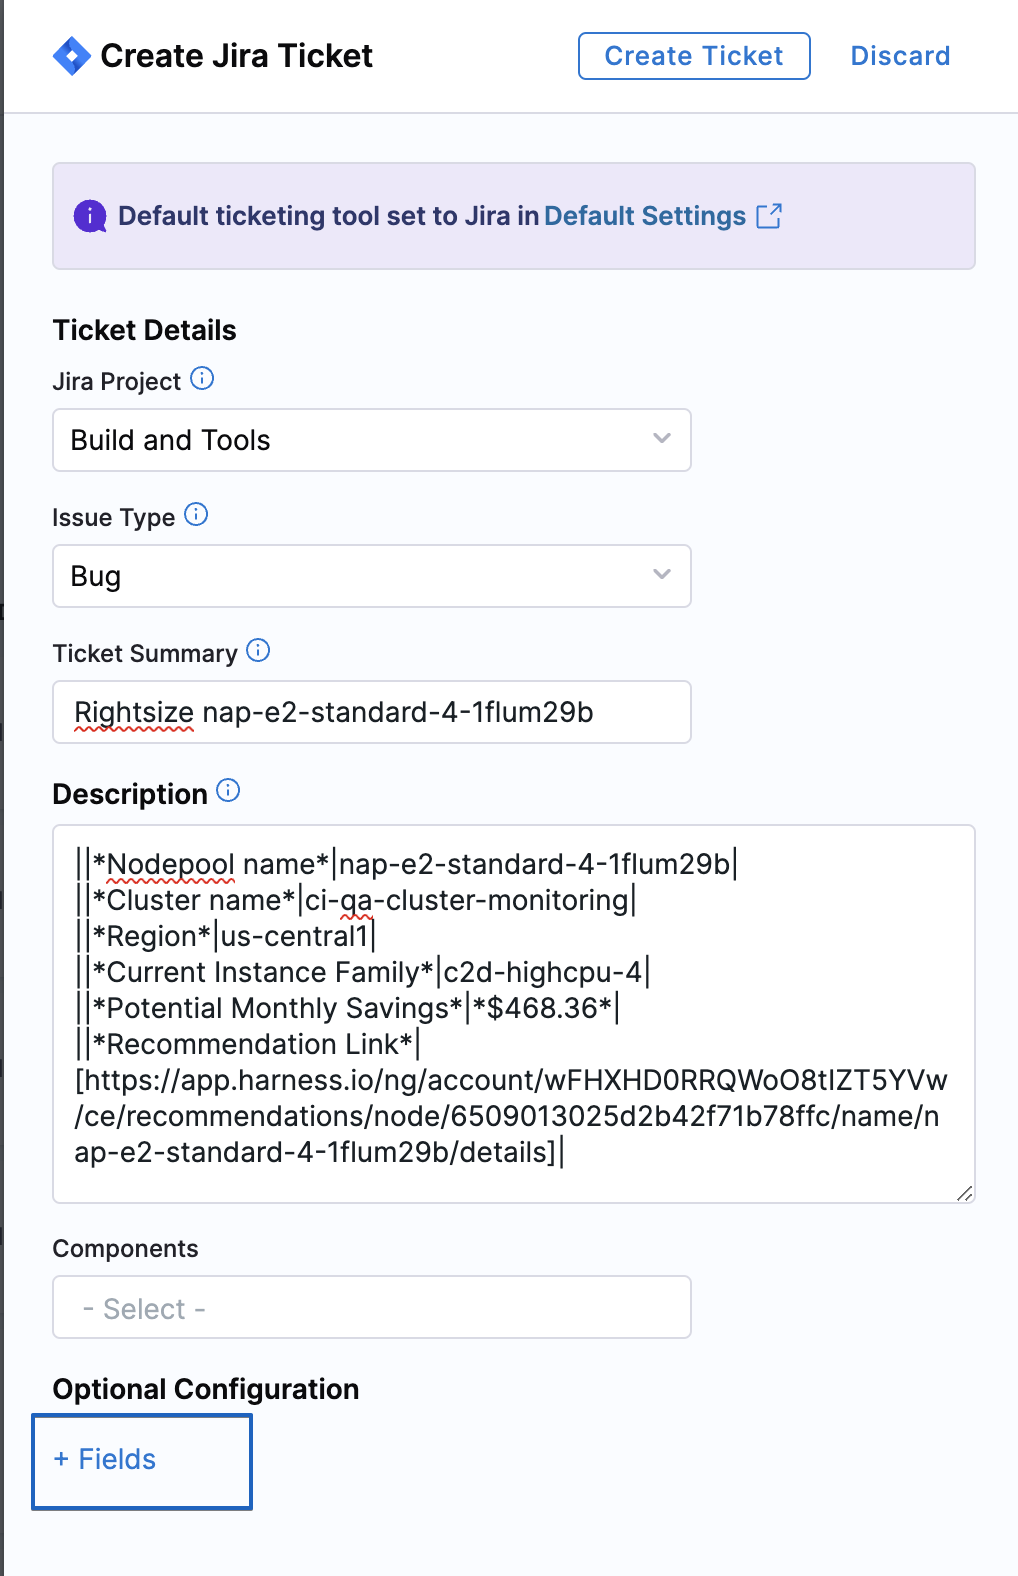 Create Jira Ticket
Create Ticket
Discard
Default ticketing tool set to Jira in Default Settings
Ticket Details
Jira Project
Build and Tools
Issue Type
Bug
Ticket Summary
Rightsize nap-e2-standard-4-1flum29b
Description
||*Nodepool name*|nap-e2-standard-4-1flum29b|
||*Cluster name*|ci-qa-cluster-monitoring|
||*Region*|us-central1|
||*Current Instance Family*|c2d-highcpu-4|
||*Potential Monthly Savings*|*$468.36*|
||*Recommendation Link*|
[https://app.harness.io/ng/account/wFHXHD0RRQWoO8tIZT5YVw
/ce/recommendations/node/6509013025d2b42f71b78ffc/name/n
ap-e2-standard-4-1flum29b/details]|
Components
- Select -
Optional Configuration
+ Fields